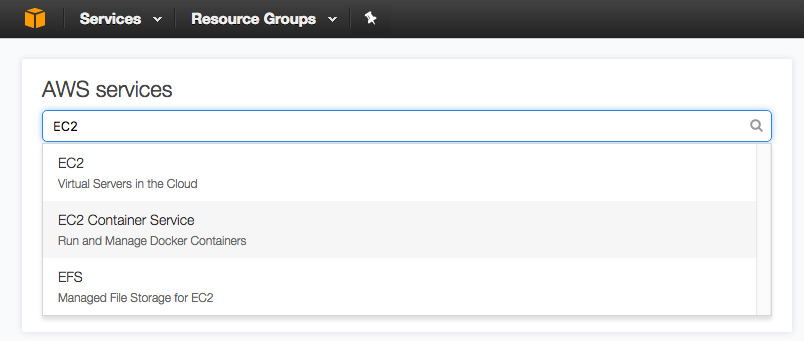 Services Resource Groups
AWS services
EC2
EC2
Virtual Servers in the Cloud
EC2 Container Service
Run and Manage Docker Containers
EFS
Managed File Storage for EC2